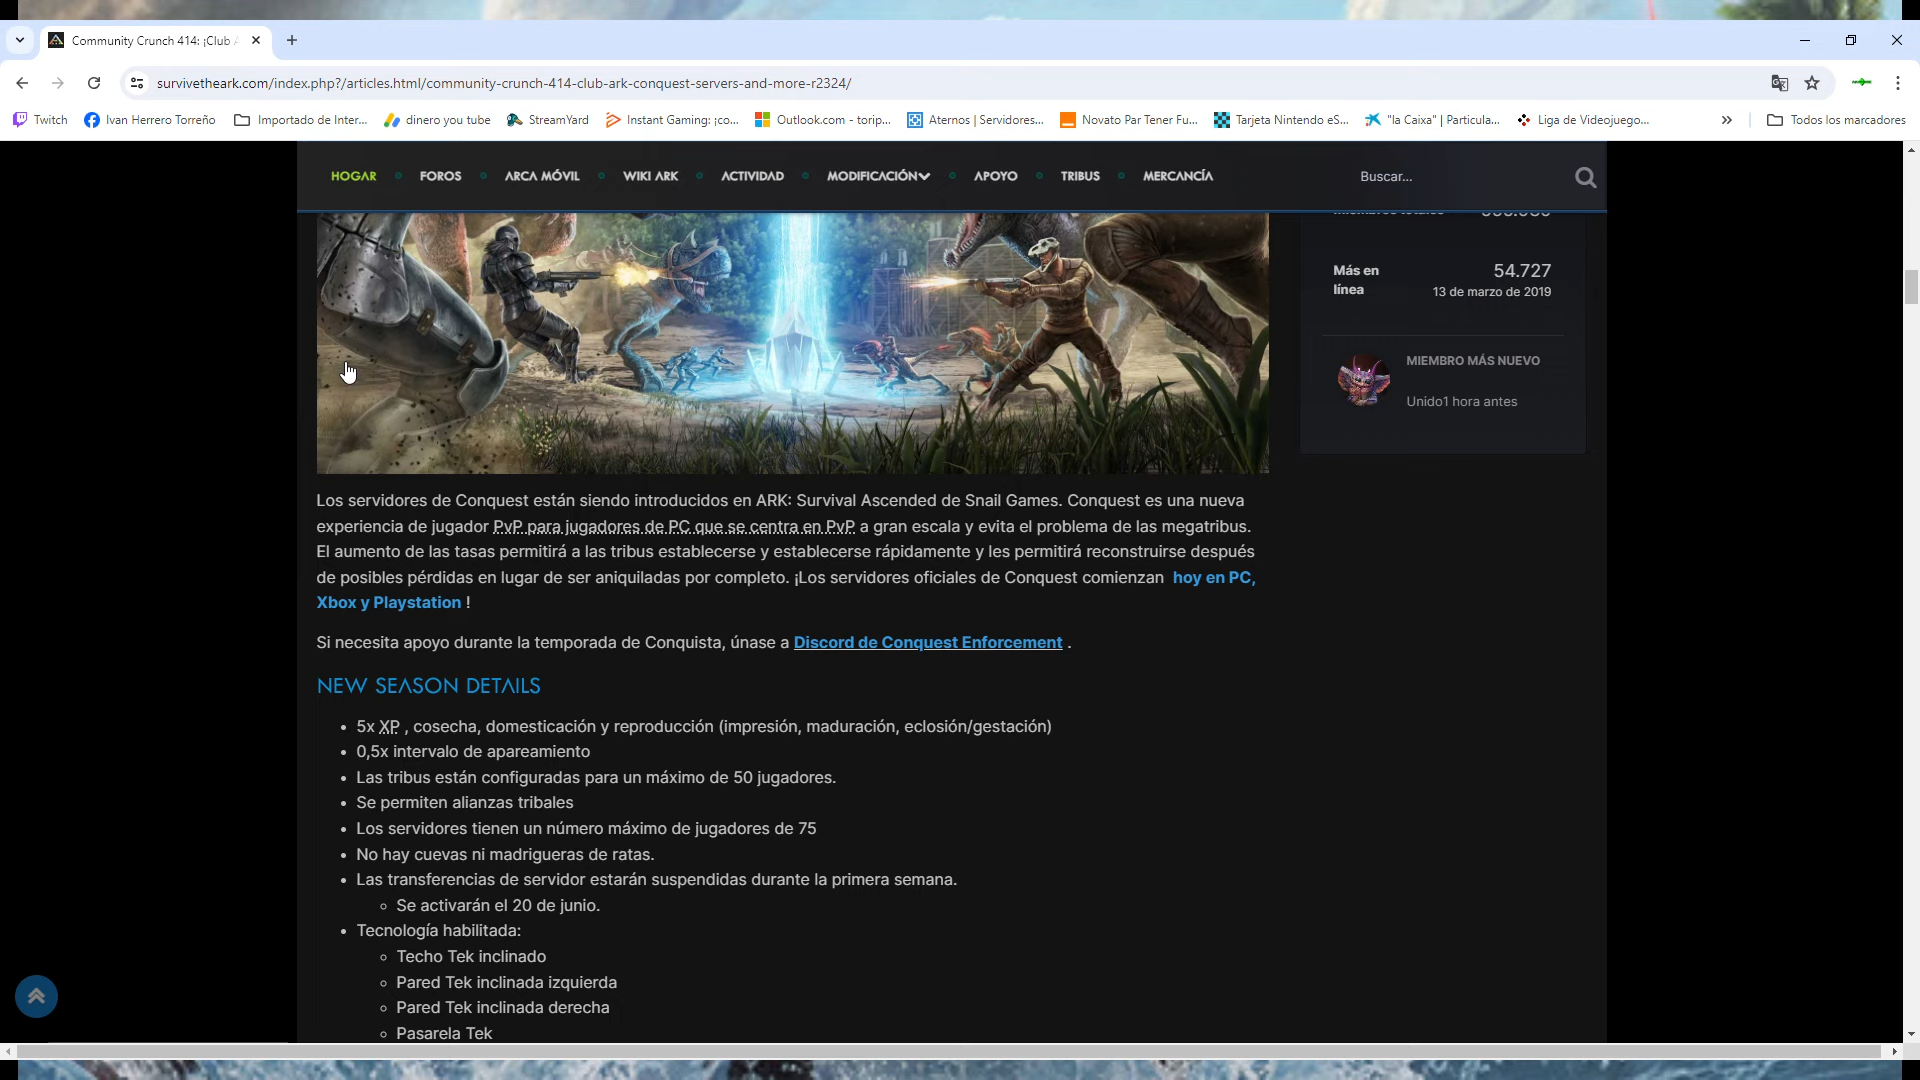 Community Crunch 414: ¡Club
survivetheark.com/index.php?/articles.html/community-crunch-414-club-ark-conquest-servers-and-more-r2324/
Twitch Ivan Herrero Torreño Importado de Inter... dinero you tube StreamYard Instant Gaming: ¡co... Outlook.com - torip... Aternos | Servidores... Novato Par Tener Fu... Tarjeta Nintendo eS... "la Caixa" | Particula... Liga de Videojuego... » Todos los marcadores
HOGAR FOROS ARCA MÓVIL WIKI ARK ACTIVIDAD MODIFICACIÓN APOYO TRIBUS MERCANCÍA Buscar...
Más en línea
54.727
13 de marzo de 2019
MIEMBRO MÁS NUEVO
Unido1 hora antes
Los servidores de Conquest están siendo introducidos en ARK: Survival Ascended de Snail Games. Conquest es una nueva
experiencia de jugador PvP para jugadores de PC que se centra en PvP a gran escala y evita el problema de las megatribus.
El aumento de las tasas permitirá a las tribus establecerse y establecerse rápidamente y les permitirá reconstruirse después
de posibles pérdidas en lugar de ser aniquiladas por completo. ¡Los servidores oficiales de Conquest comienzan hoy en PC,
Xbox y Playstation !
Si necesita apoyo durante la temporada de Conquista, únase a Discord de Conquest Enforcement .
NEW SEASON DETAILS
• 5x XP , cosecha, domesticación y reproducción (impresión, maduración, eclosión/gestación)
• 0,5x intervalo de apareamiento
• Las tribus están configuradas para un máximo de 50 jugadores.
• Se permiten alianzas tribales
• Los servidores tienen un número máximo de jugadores de 75
• No hay cuevas ni madrigueras de ratas.
• Las transferencias de servidor estarán suspendidas durante la primera semana.
◦ Se activarán el 20 de junio.
• Tecnología habilitada:
◦ Techo Tek inclinado
◦ Pared Tek inclinada izquierda
◦ Pared Tek inclinada derecha
◦ Pasarela Tek